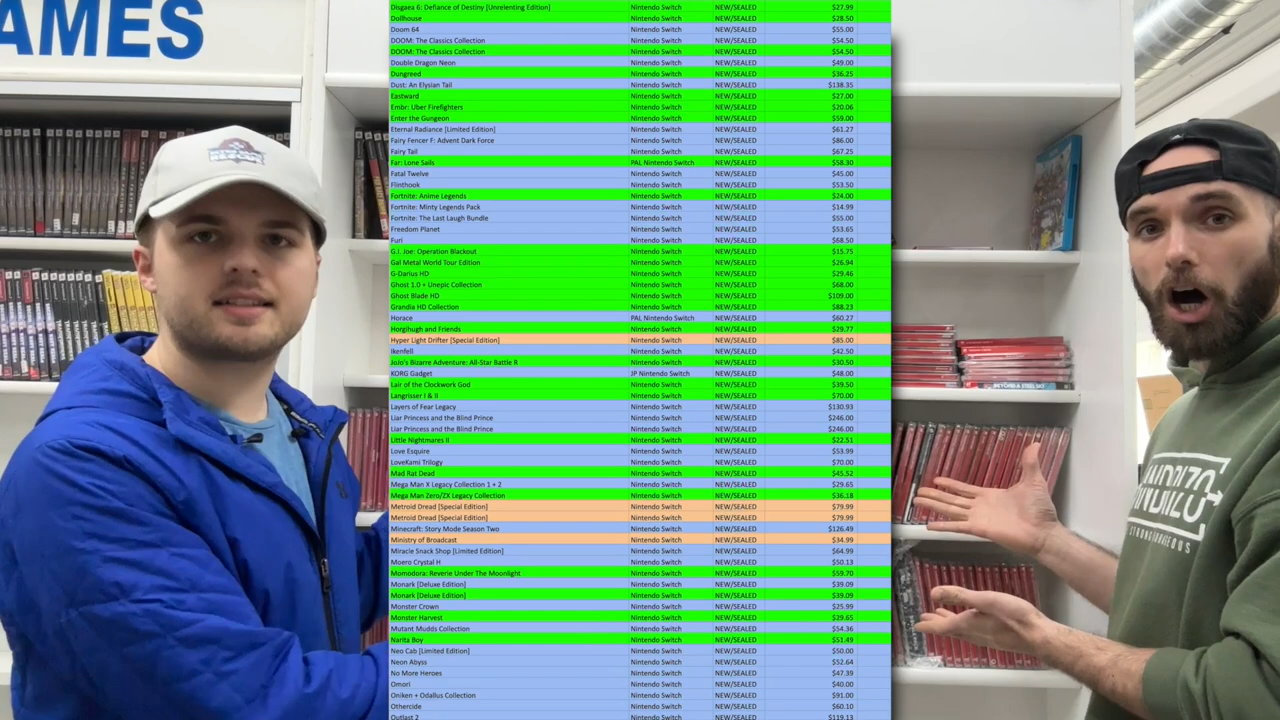 AMES
Disgaea 6: Defiance of Destiny [Unrelenting Edition] Nintendo Switch NEW/SEALED $27.99
Dollhouse Nintendo Switch NEW/SEALED $28.50
Doom 64 Nintendo Switch NEW/SEALED $55.00
DOOM: The Classics Collection Nintendo Switch NEW/SEALED $54.50
DOOM: The Classics Collection Nintendo Switch NEW/SEALED $54.50
Double Dragon Neon Nintendo Switch NEW/SEALED $49.00
Dungreed Nintendo Switch NEW/SEALED $36.25
Dust: An Elysian Tail Nintendo Switch NEW/SEALED $138.35
Eastward Nintendo Switch NEW/SEALED $27.00
Embr: Uber Firefighters Nintendo Switch NEW/SEALED $20.06
Enter the Gungeon Nintendo Switch NEW/SEALED $59.00
Eternal Radiance [Limited Edition] Nintendo Switch NEW/SEALED $61.27
Fairy Fencer F: Advent Dark Force Nintendo Switch NEW/SEALED $86.00
Fairy Tail Nintendo Switch NEW/SEALED $67.25
Far: Lone Sails PAL Nintendo Switch NEW/SEALED $58.30
Fatal Twelve Nintendo Switch NEW/SEALED $45.00
Flinthook Nintendo Switch NEW/SEALED $53.50
Fortnite: Anime Legends Nintendo Switch NEW/SEALED $24.00
Fortnite: Minty Legends Pack Nintendo Switch NEW/SEALED $14.99
Fortnite: The Last Laugh Bundle Nintendo Switch NEW/SEALED $55.00
Freedom Planet Nintendo Switch NEW/SEALED $53.65
Furi Nintendo Switch NEW/SEALED $68.50
G.I. Joe: Operation Blackout Nintendo Switch NEW/SEALED $15.75
Gal Metal World Tour Edition Nintendo Switch NEW/SEALED $26.94
G-Darius HD Nintendo Switch NEW/SEALED $29.46
Ghost 1.0 + Unepic Collection Nintendo Switch NEW/SEALED $68.00
Ghost Blade HD Nintendo Switch NEW/SEALED $109.00
Grandia HD Collection Nintendo Switch NEW/SEALED $88.23
Horace PAL Nintendo Switch NEW/SEALED $60.27
Horgihugh and Friends Nintendo Switch NEW/SEALED $29.77
Hyper Light Drifter [Special Edition] Nintendo Switch NEW/SEALED $85.00
Ikenfell Nintendo Switch NEW/SEALED $42.50
JoJo's Bizarre Adventure: All-Star Battle R Nintendo Switch NEW/SEALED $30.50
KORG Gadget JP Nintendo Switch NEW/SEALED $48.00
Lair of the Clockwork God Nintendo Switch NEW/SEALED $39.50
Langrisser I & II Nintendo Switch NEW/SEALED $70.00
Layers of Fear Legacy Nintendo Switch NEW/SEALED $130.93
Liar Princess and the Blind Prince Nintendo Switch NEW/SEALED $246.00
Liar Princess and the Blind Prince Nintendo Switch NEW/SEALED $246.00
Little Nightmares II Nintendo Switch NEW/SEALED $22.51
Love Esquire Nintendo Switch NEW/SEALED $53.99
LoveKami Trilogy Nintendo Switch NEW/SEALED $70.00
Mad Rat Dead Nintendo Switch NEW/SEALED $45.52
Mega Man X Legacy Collection 1 + 2 Nintendo Switch NEW/SEALED $29.65
Mega Man Zero/ZX Legacy Collection Nintendo Switch NEW/SEALED $36.18
Metroid Dread [Special Edition] Nintendo Switch NEW/SEALED $79.99
Metroid Dread [Special Edition] Nintendo Switch NEW/SEALED $79.99
Minecraft: Story Mode Season Two Nintendo Switch NEW/SEALED $126.49
Ministry of Broadcast Nintendo Switch NEW/SEALED $34.99
Miracle Snack Shop [Limited Edition] Nintendo Switch NEW/SEALED $64.99
Moero Crystal H Nintendo Switch NEW/SEALED $50.13
Momodora: Reverie Under The Moonlight Nintendo Switch NEW/SEALED $59.70
Monark [Deluxe Edition] Nintendo Switch NEW/SEALED $39.09
Monark [Deluxe Edition] Nintendo Switch NEW/SEALED $39.09
Monster Crown Nintendo Switch NEW/SEALED $25.99
Monster Harvest Nintendo Switch NEW/SEALED $29.65
Mutant Mudds Collection Nintendo Switch NEW/SEALED $54.36
Narita Boy Nintendo Switch NEW/SEALED $51.49
Neo Cab [Limited Edition] Nintendo Switch NEW/SEALED $50.00
Neon Abyss Nintendo Switch NEW/SEALED $52.64
No More Heroes Nintendo Switch NEW/SEALED $47.39
Omori Nintendo Switch NEW/SEALED $40.00
Oniken + Odallus Collection Nintendo Switch NEW/SEALED $91.00
Othercide Nintendo Switch NEW/SEALED $60.10
Outlast 2 Nintendo Switch NEW/SEALED $119.13
BEYOND A STEEL SKY